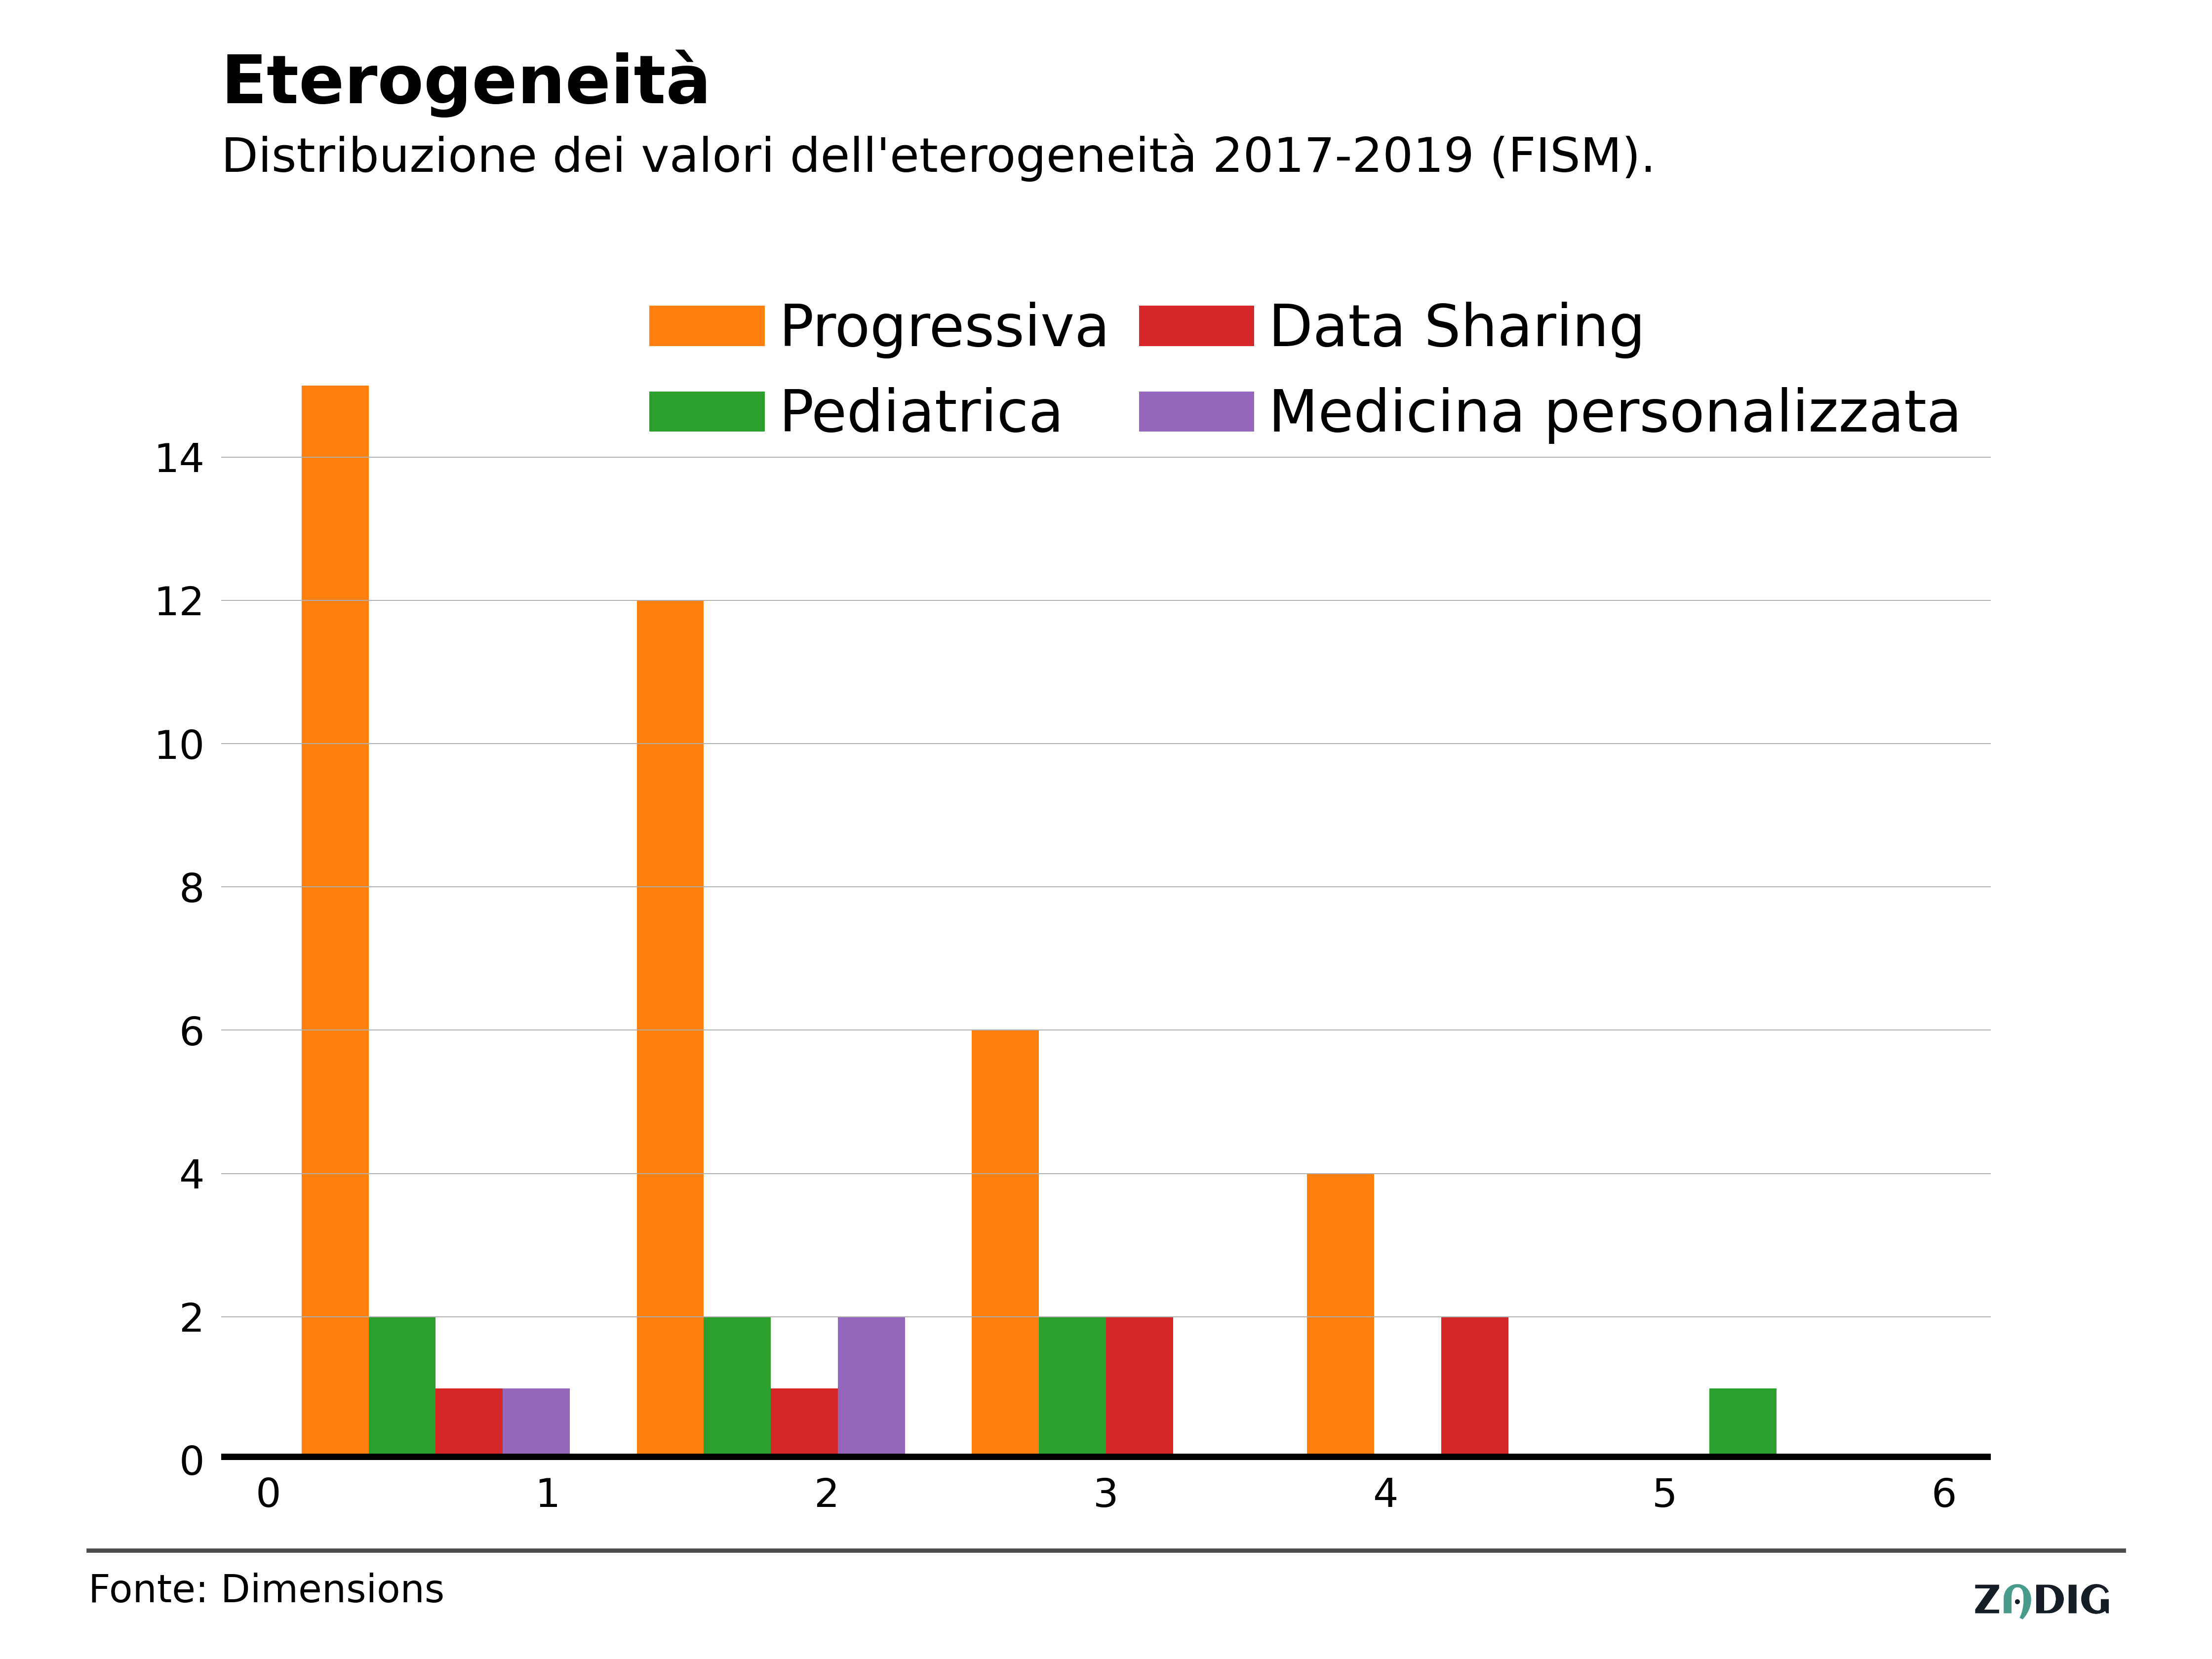 Eterogeneità
Distribuzione dei valori dell'eterogeneità 2017-2019 (FISM).
Progressiva
Data Sharing
Pediatrica
Medicina personalizzata
14
12
10
8
6
4
2
0
0 1 2 3 4 5 6
Fonte: Dimensions
ZADIG